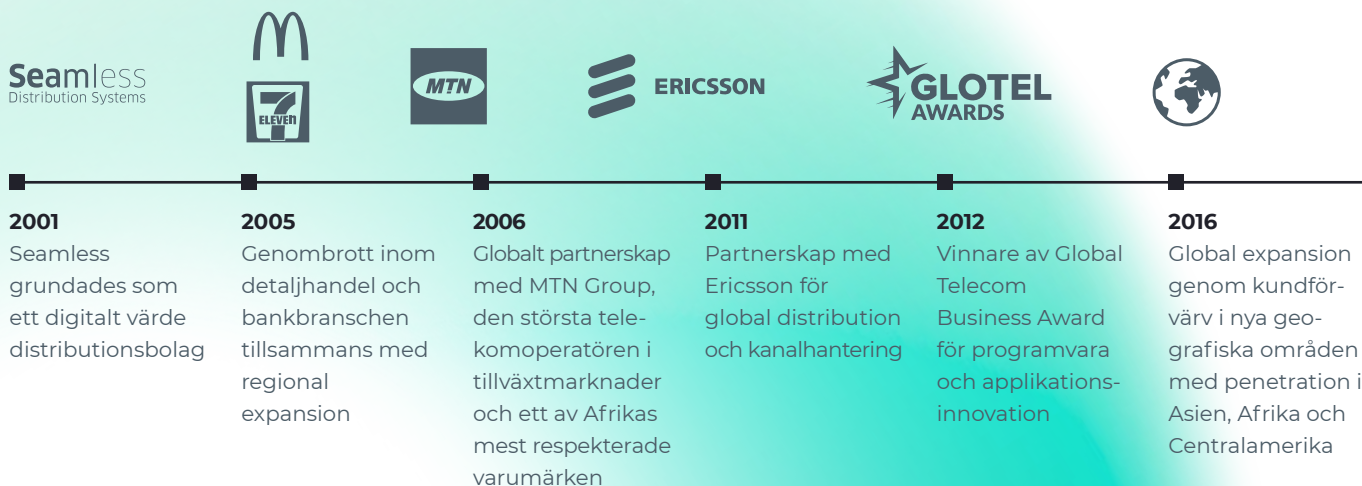 Seamless
Distribution Systems
7
ELEVEn
MTN
ERICSSON
GLOTEL
AWARDS
2001
Seamless
grundades som
ett digitalt värde
distributionsbolag
2005
Genombrott inom
detaljhandel och
bankbranschen
tillsammans med
regional
expansion
2006
Globalt partnerskap
med MTN Group,
den största tele-
komoperatören i
tillväxtmarknader
och ett av Afrikas
mest respekterade
varumärken
2011
Partnerskap med
Ericsson för
global distribution
och kanalhantering
2012
Vinnare av Global
Telecom
Business Award
för programvara
och applikations-
innovation
2016
Global expansion
genom kundför-
värv i nya geo-
grafiska områden
med penetration i
Asien, Afrika och
Centralamerika